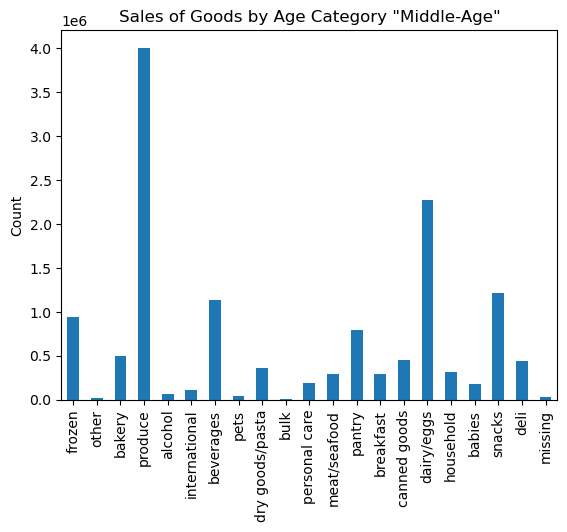 Sales of Goods by Age Category "Middle-Age"
1e6
4.0
3.5
3.0
2.5
2.0
1.5
1.0
0.5
0.0
Count
frozen
other
bakery
produce
alcohol
international
beverages
pets
dry goods/pasta
bulk
personal care
meat/seafood
pantry
breakfast
canned goods
dairy/eggs
household
babies
snacks
deli
missing